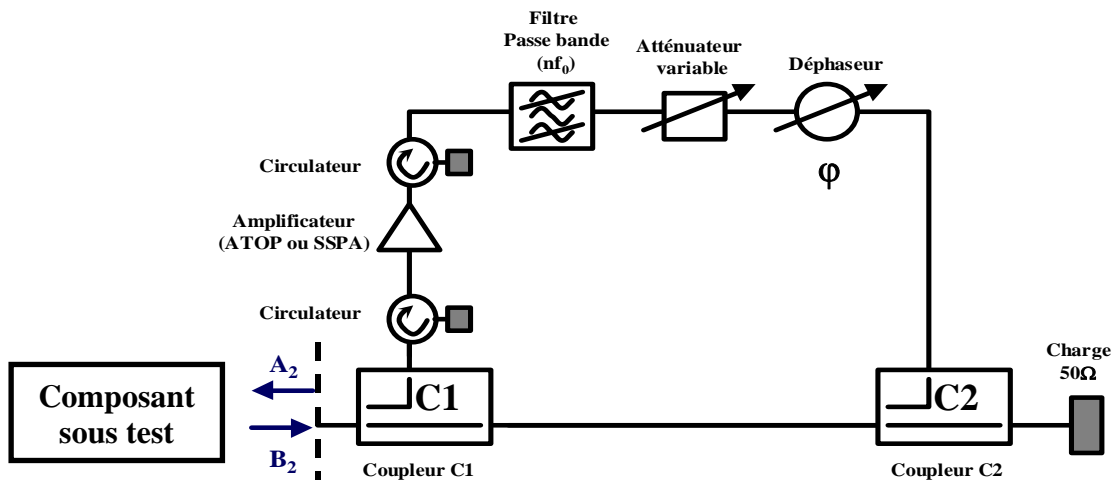 Filtre
Passe bande
(nf₀)
Atténuateur
variable
Déphaseur
φ
Circulateur
Amplificateur
(ATOP ou SSPA)
Circulateur
Composant
sous test
A₂
B₂
C1
Coupleur C1
C2
Coupleur C2
Charge
50Ω